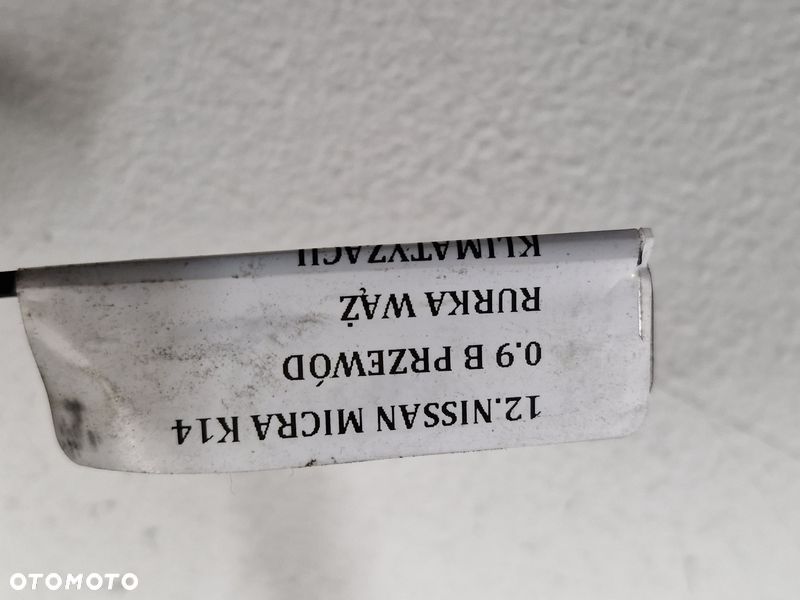 12.NISSAN MICRA K14
0.9 B PRZEWÓD
RURKA WĄŻ
KLIMATYZACJI
OTOMOTO